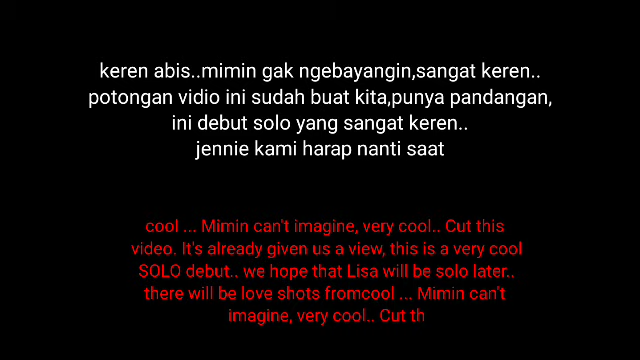 keren abis..mimin gak ngebayangin,sangat keren..
potongan vidio ini sudah buat kita,punya pandangan,
ini debut solo yang sangat keren..
jennie kami harap nanti saat
cool ... Mimin can't imagine, very cool.. Cut this
video. It's already given us a view, this is a very cool
SOLO debut.. we hope that Lisa will be solo later..
there will be love shots fromcool ... Mimin can't
imagine, very cool.. Cut th